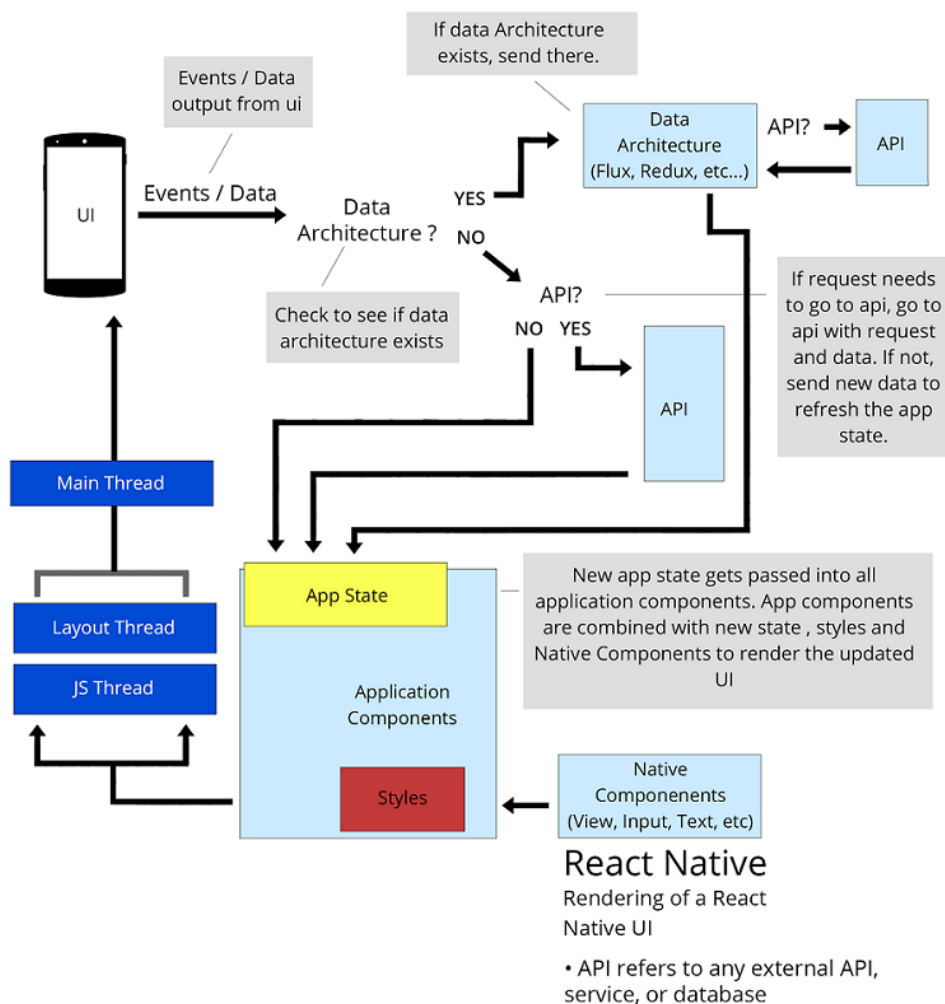 If data Architecture
exists, send there.
Events / Data
output from ui
Data
Architecture
(Flux, Redux, etc...)
API?
API
UI
Events / Data
Data
Architecture ?
YES
NO
Check to see if data
architecture exists
API?
NO
YES
API
If request needs
to go to api, go to
api with request
and data. If not,
send new data to
refresh the app
state.
Main Thread
Layout Thread
JS Thread
App State
Application
Components
Styles
New app state gets passed into all
application components. App components
are combined with new state , styles and
Native Components to render the updated
UI
Native
Componenents
(View, Input, Text, etc)
React Native
Rendering of a React
Native UI
• API refers to any external API,
service, or database